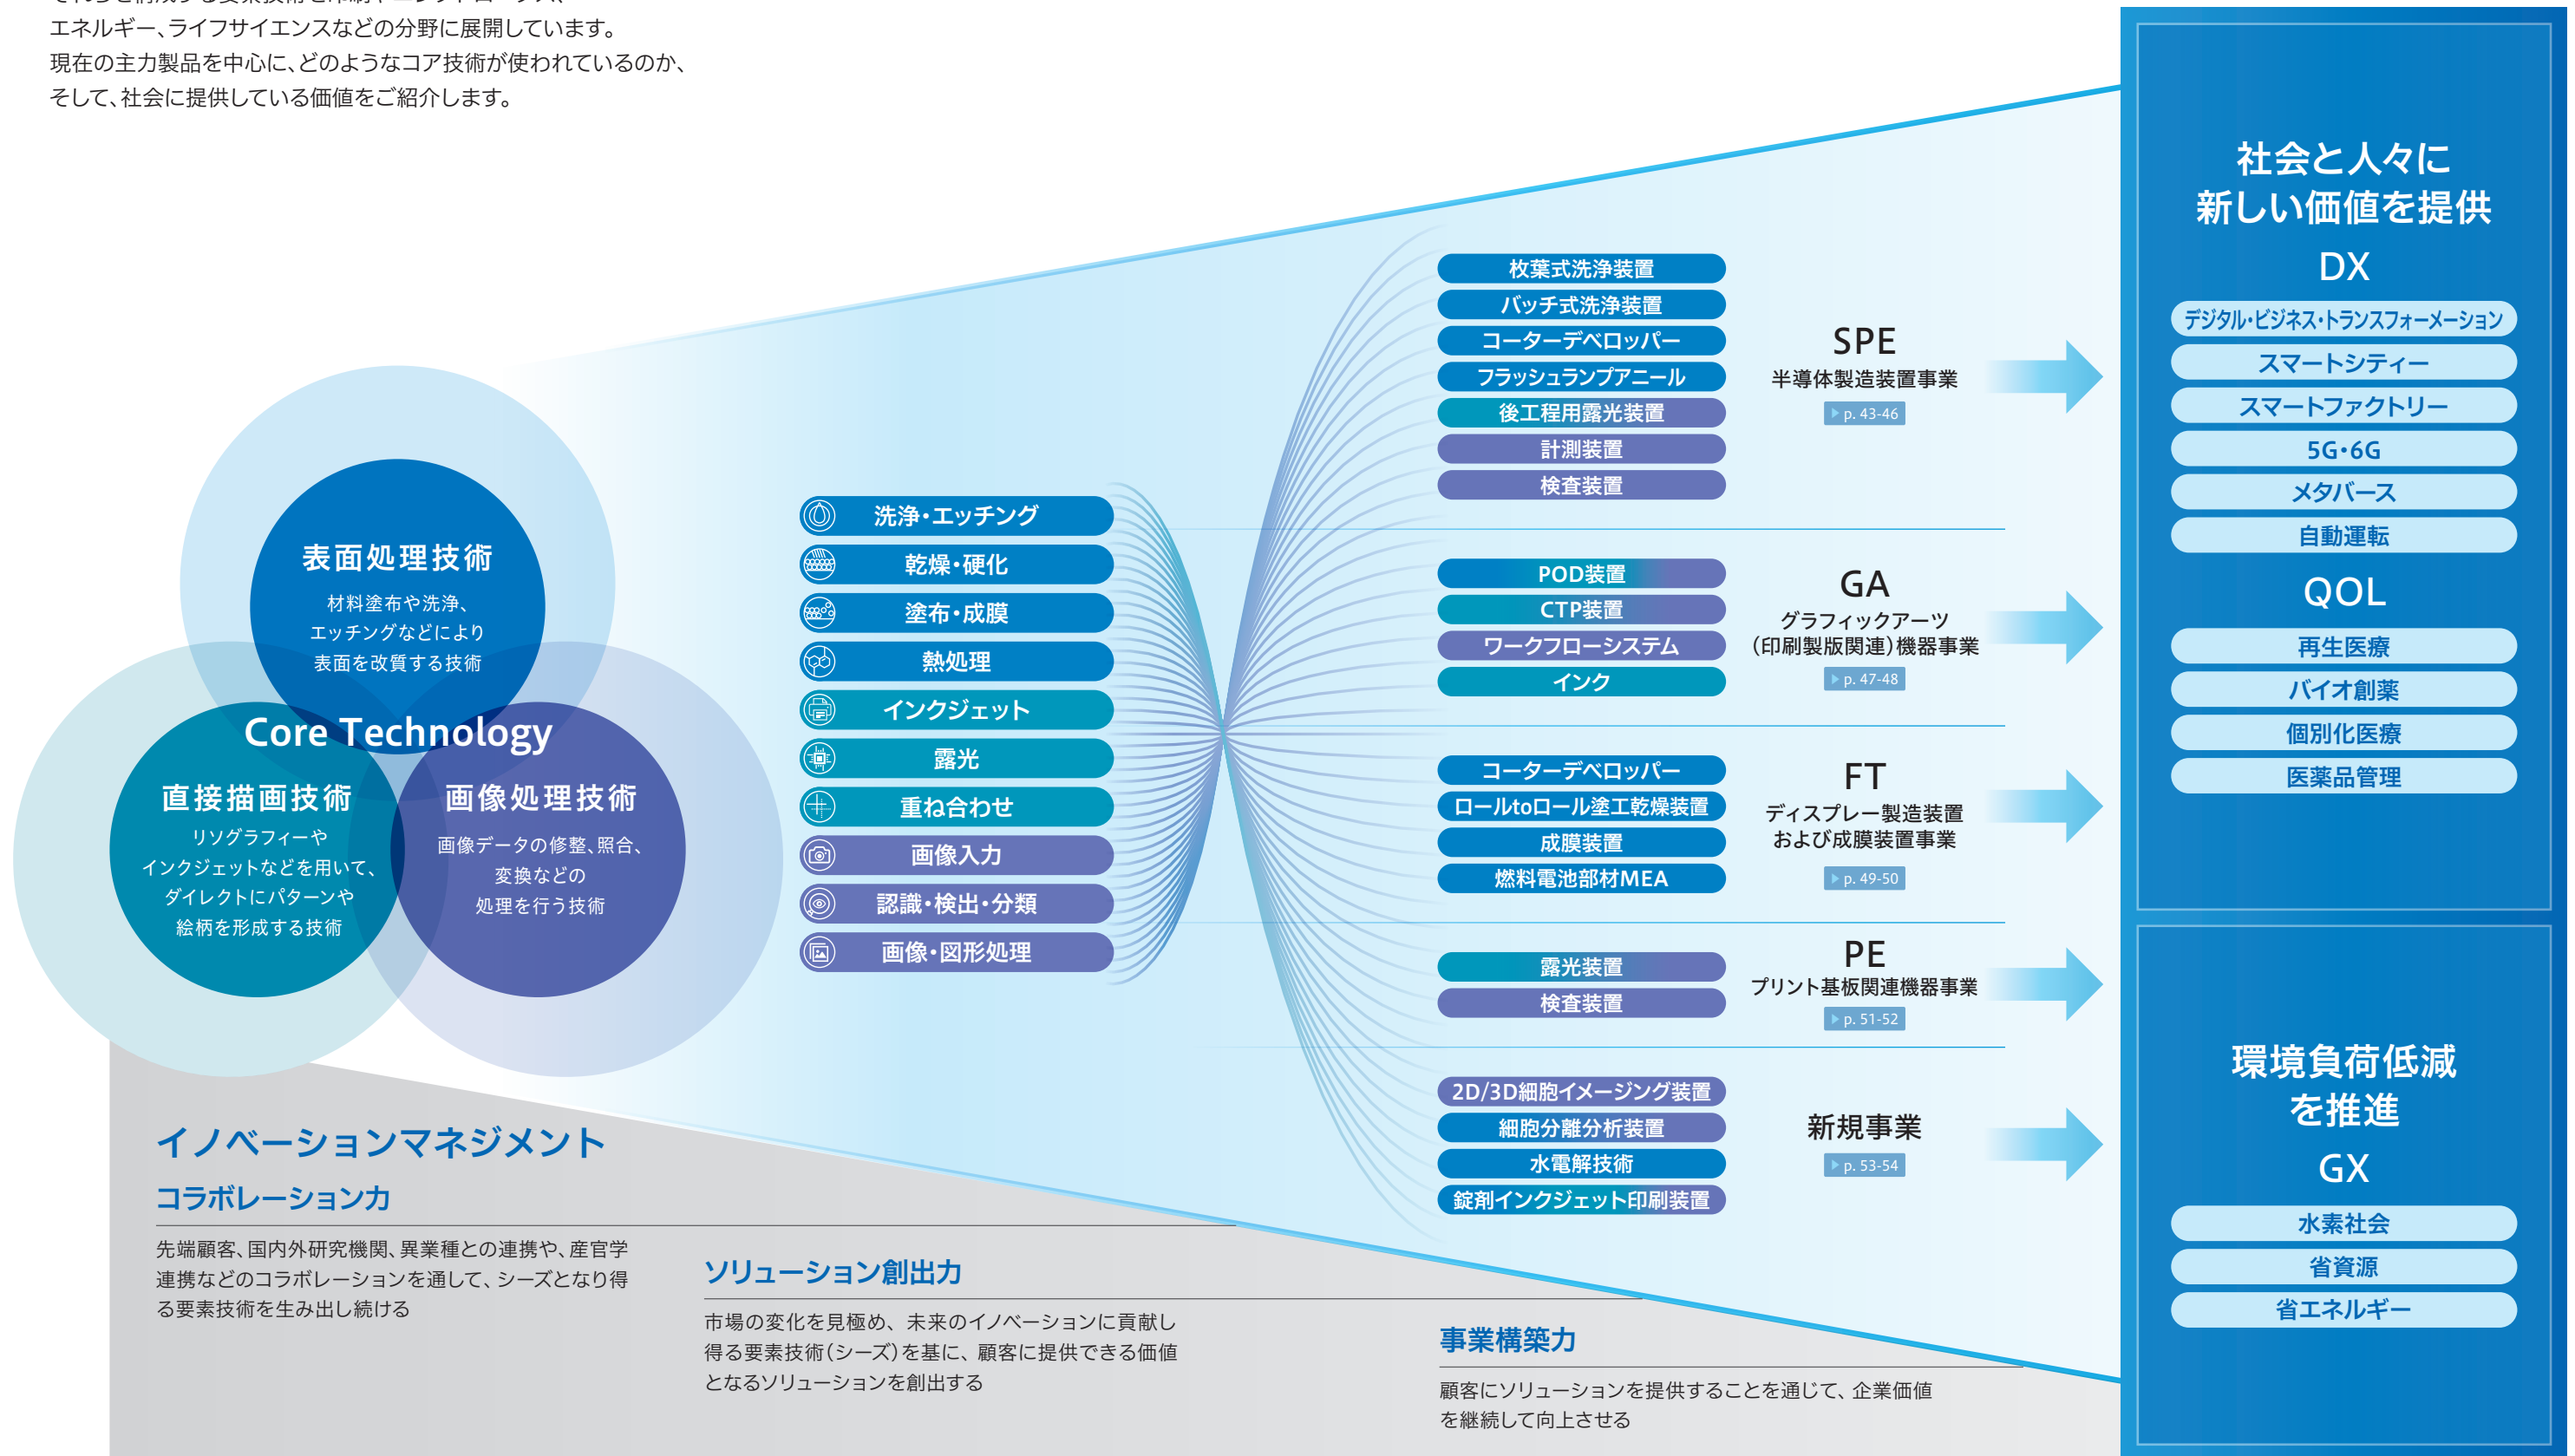 エネルギー、ライフサイエンスなどの分野に展開しています。
現在の主力製品を中心に、どのようなコア技術が使われているのか、
そして、社会に提供している価値をご紹介します。
表面処理技術
材料塗布や洗浄、
エッチングなどにより
表面を改質する技術
Core Technology
直接描画技術
リソグラフィーや
インクジェットなどを用いて、
ダイレクトにパターンや
絵柄を形成する技術
画像処理技術
画像データの修整、照合、
変換などの
処理を行う技術
洗浄・エッチング
乾燥・硬化
塗布・成膜
熱処理
インクジェット
露光
重ね合わせ
画像入力
認識・検出・分類
画像・図形処理
枚葉式洗浄装置
バッチ式洗浄装置
コーターデベロッパー
フラッシュランプアニール
後工程用露光装置
計測装置
検査装置
SPE
半導体製造装置事業
p. 43-46
POD装置
CTP装置
ワークフローシステム
インク
GA
グラフィックアーツ
(印刷製版関連)機器事業
p. 47-48
コーターデベロッパー
ロールtoロール塗工乾燥装置
成膜装置
燃料電池部材MEA
FT
ディスプレー製造装置
および成膜装置事業
p. 49-50
露光装置
検査装置
PE
プリント基板関連機器事業
p. 51-52
2D/3D細胞イメージング装置
細胞分離分析装置
水電解技術
錠剤インクジェット印刷装置
新規事業
p. 53-54
社会と人々に
新しい価値を提供
DX
デジタル・ビジネス・トランスフォーメーション
スマートシティー
スマートファクトリー
5G・6G
メタバース
自動運転
QOL
再生医療
バイオ創薬
個別化医療
医薬品管理
環境負荷低減
を推進
GX
水素社会
省資源
省エネルギー
イノベーションマネジメント
コラボレーション力
先端顧客、国内外研究機関、異業種との連携や、産官学
連携などのコラボレーションを通して、シーズとなり得
る要素技術を生み出し続ける
ソリューション創出力
市場の変化を見極め、未来のイノベーションに貢献し
得る要素技術(シーズ)を基に、顧客に提供できる価値
となるソリューションを創出する
事業構築力
顧客にソリューションを提供することを通じて、企業価値
を継続して向上させる